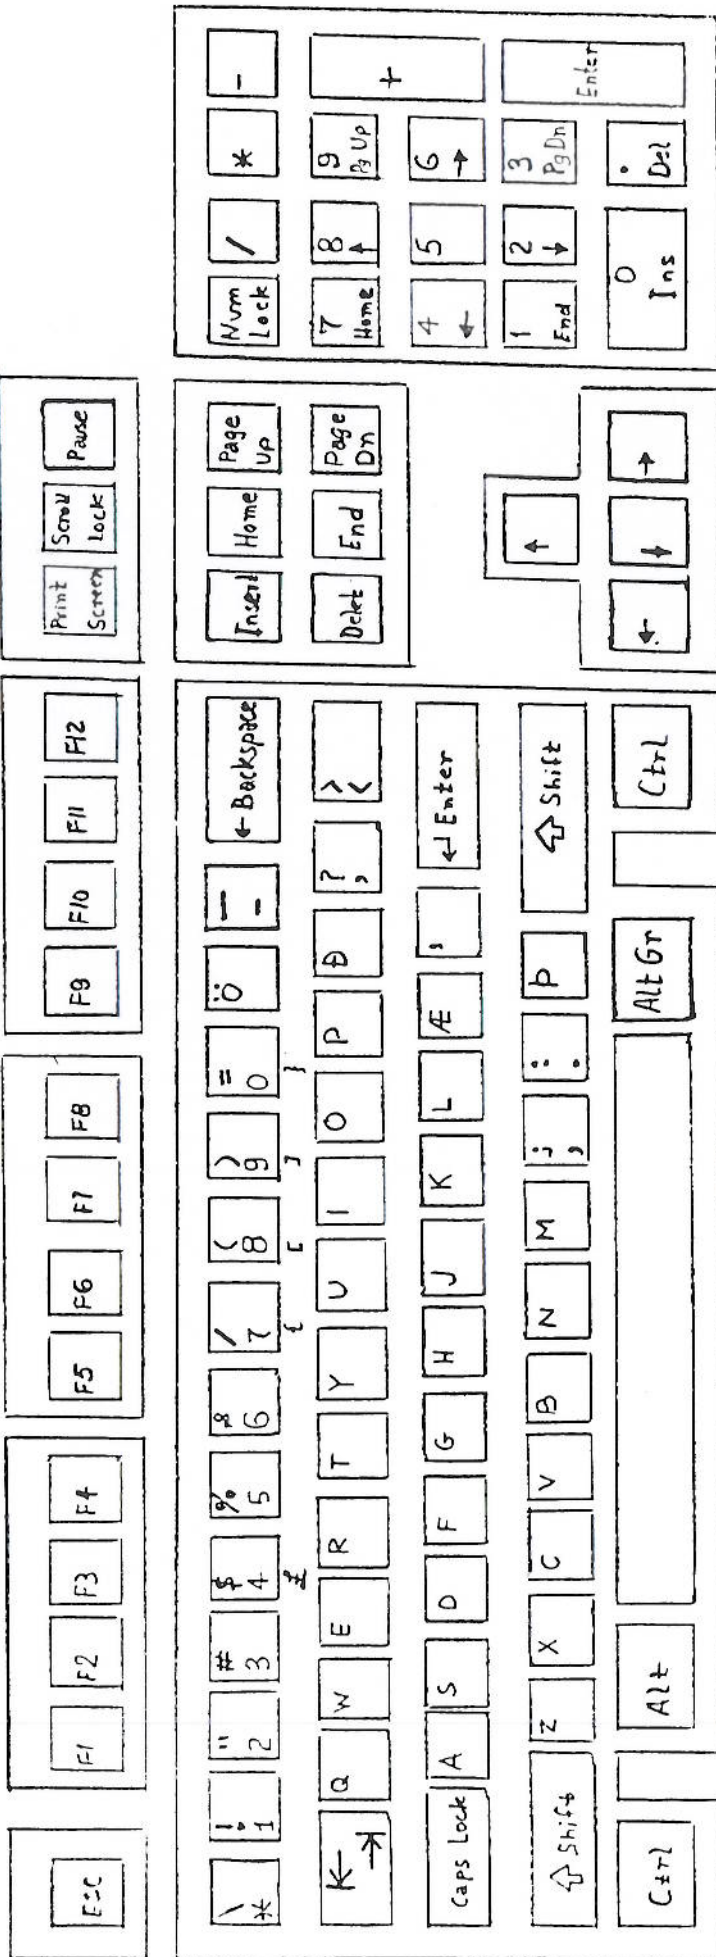 Esc F1 F2 F3 F4 F5 F6 F7 F8 F9 F10 F11 F12 Print Scroll Pause
Screen Lock
\ ! " # $ % & / ( ) = ö _ ← Backspace Insert Home Page Num / * -
* 1 2 3 4 5 6 7 8 9 0 - Up Lock
£ { [ ] }
Q W E R T Y U I O P Đ ? > Delet End Page 7 8 9 +
, < Dn Home ↑ Pg Up
Caps Lock A S D F G H J K L Æ ' ↵ Enter 4 5 6
← →
⇧ Shift Z X C V B N M ; : Þ ⇧ Shift ↑ 1 2 3 Enter
, . End ↓ Pg Dn
Ctrl Alt Alt Gr Ctrl ← ↓ → 0 .
Ins Del